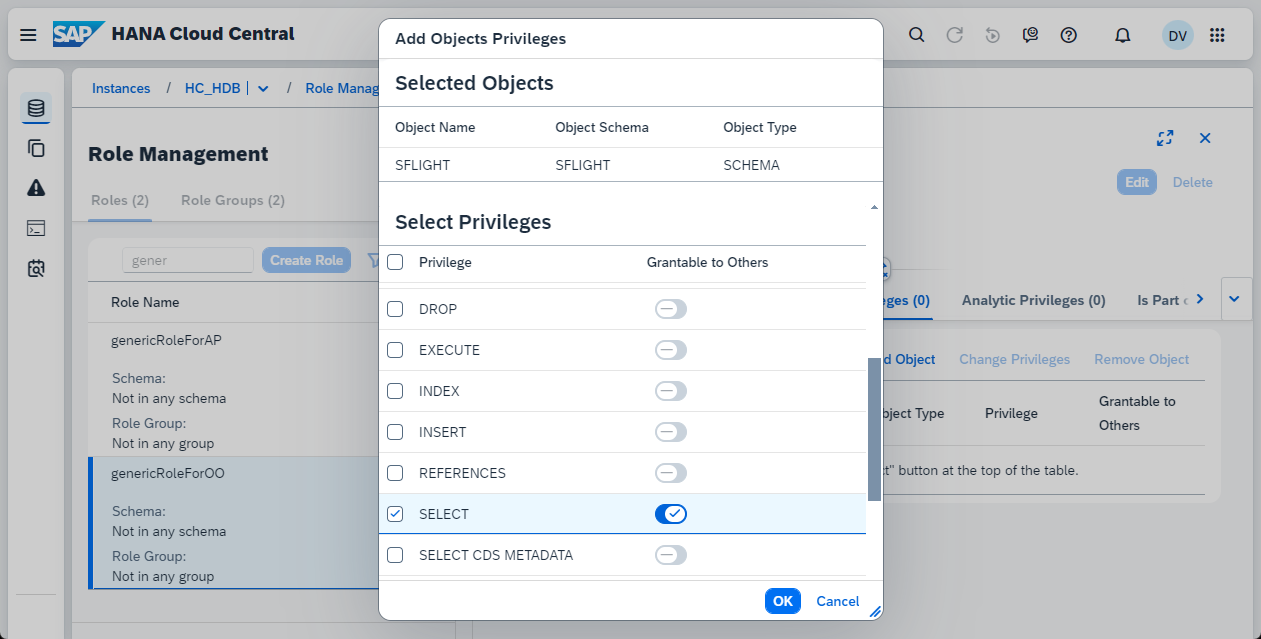 SAP HANA Cloud Central
DV
Instances / HC_HDB / Role Manag
Role Management
Roles (2) Role Groups (2)
gener Create Role
Role Name
genericRoleForAP
Schema:
Not in any schema
Role Group:
Not in any group
genericRoleForOO
Schema:
Not in any schema
Role Group:
Not in any group
Add Objects Privileges
Selected Objects
Object Name Object Schema Object Type
SFLIGHT SFLIGHT SCHEMA
Select Privileges
Privilege Grantable to Others
DROP
EXECUTE
INDEX
INSERT
REFERENCES
SELECT
SELECT CDS METADATA
OK Cancel
Edit Delete
eges (0) Analytic Privileges (0) Is Part
d Object Change Privileges Remove Object
bject Type Privilege Grantable to
Others
ct" button at the top of the table.